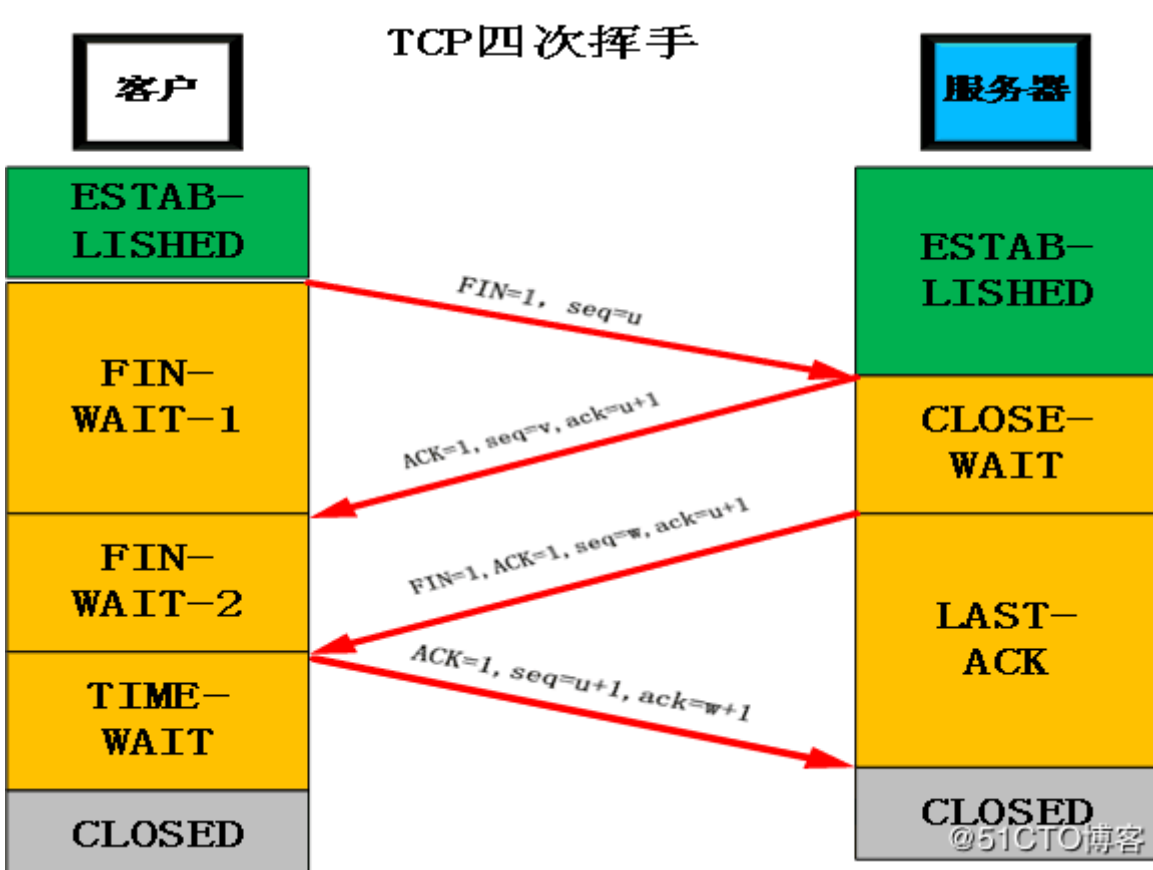 TCP四次挥手
客户
服务器
ESTAB-
LISHED
ESTAB-
LISHED
FIN=1, seq=u
FIN-
WAIT-1
ACK=1,seq=v,ack=u+1
CLOSE-
WAIT
FIN=1,ACK=1,seq=w,ack=u+1
FIN-
WAIT-2
LAST-
ACK
ACK=1,seq=u+1,ack=w+1
TIME-
WAIT
CLOSED
CLOSED
@51CTO博客